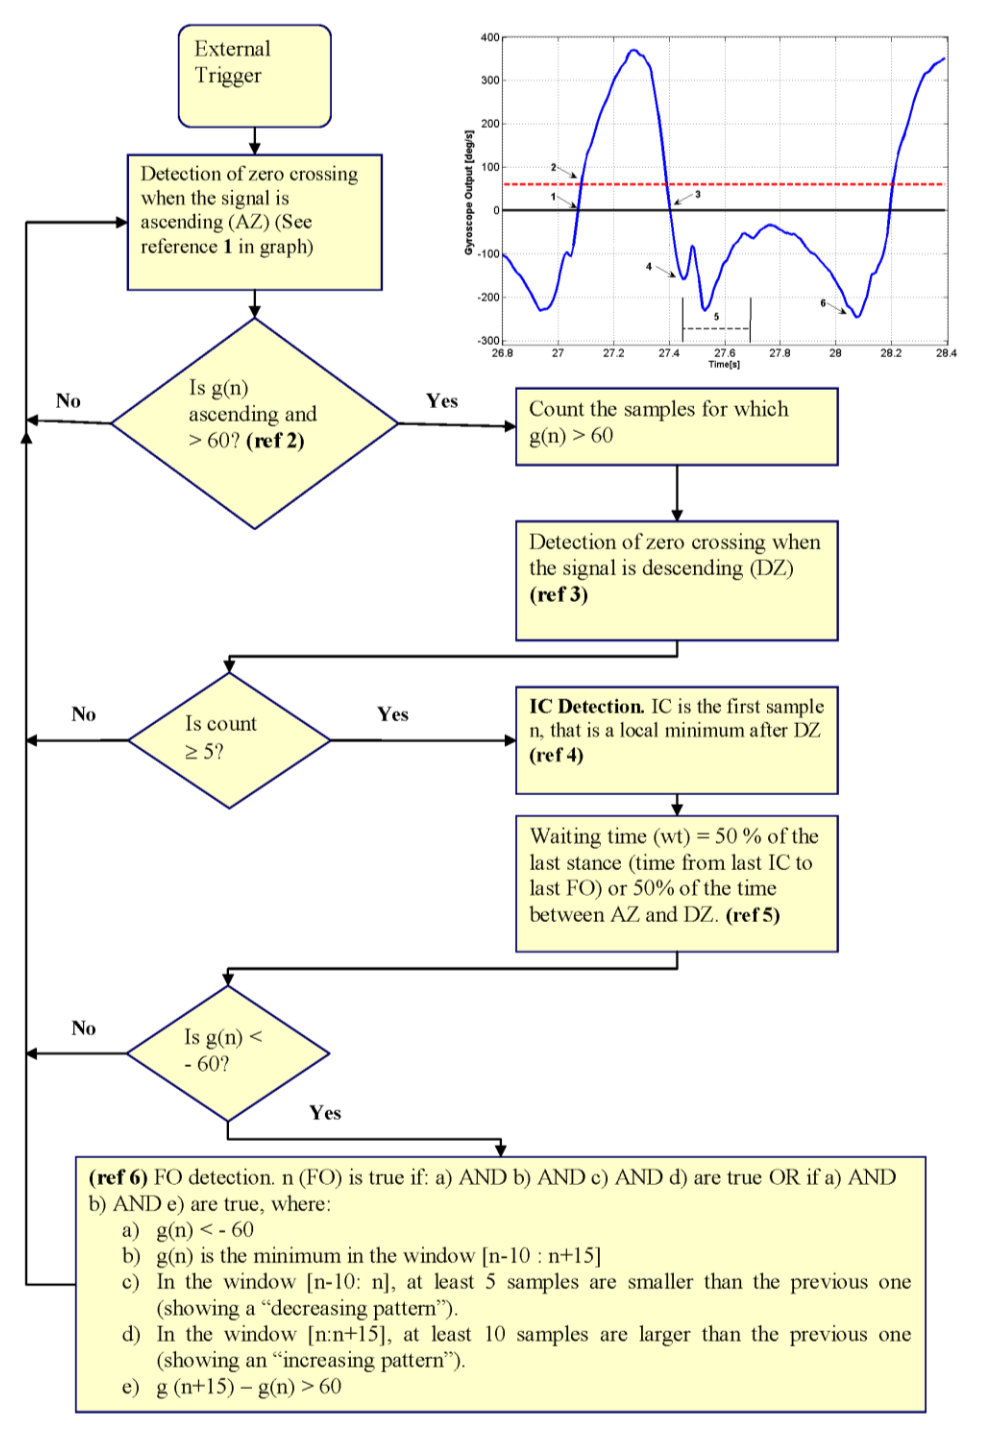 External
Trigger
Detection of zero crossing
when the signal is
ascending (AZ) (See
reference 1 in graph)
400
300
200
100
0
-100
-200
-300
Gyroscope Output [deg/s]
2
1
3
4
5
6
26.8 27 27.2 27.4 27.6 27.8 28 28.2 28.4
Time[s]
Is g(n)
ascending and
> 60? (ref 2)
No
Yes
Count the samples for which
g(n) > 60
Detection of zero crossing when
the signal is descending (DZ)
(ref 3)
Is count
≥ 5?
No
Yes
IC Detection. IC is the first sample
n, that is a local minimum after DZ
(ref 4)
Waiting time (wt) = 50 % of the
last stance (time from last IC to
last FO) or 50% of the time
between AZ and DZ. (ref 5)
Is g(n) <
- 60?
No
Yes
(ref 6) FO detection. n (FO) is true if: a) AND b) AND c) AND d) are true OR if a) AND
b) AND e) are true, where:
a) g(n) < - 60
b) g(n) is the minimum in the window [n-10 : n+15]
c) In the window [n-10: n], at least 5 samples are smaller than the previous one
(showing a “decreasing pattern”).
d) In the window [n:n+15], at least 10 samples are larger than the previous one
(showing an “increasing pattern”).
e) g (n+15) – g(n) > 60